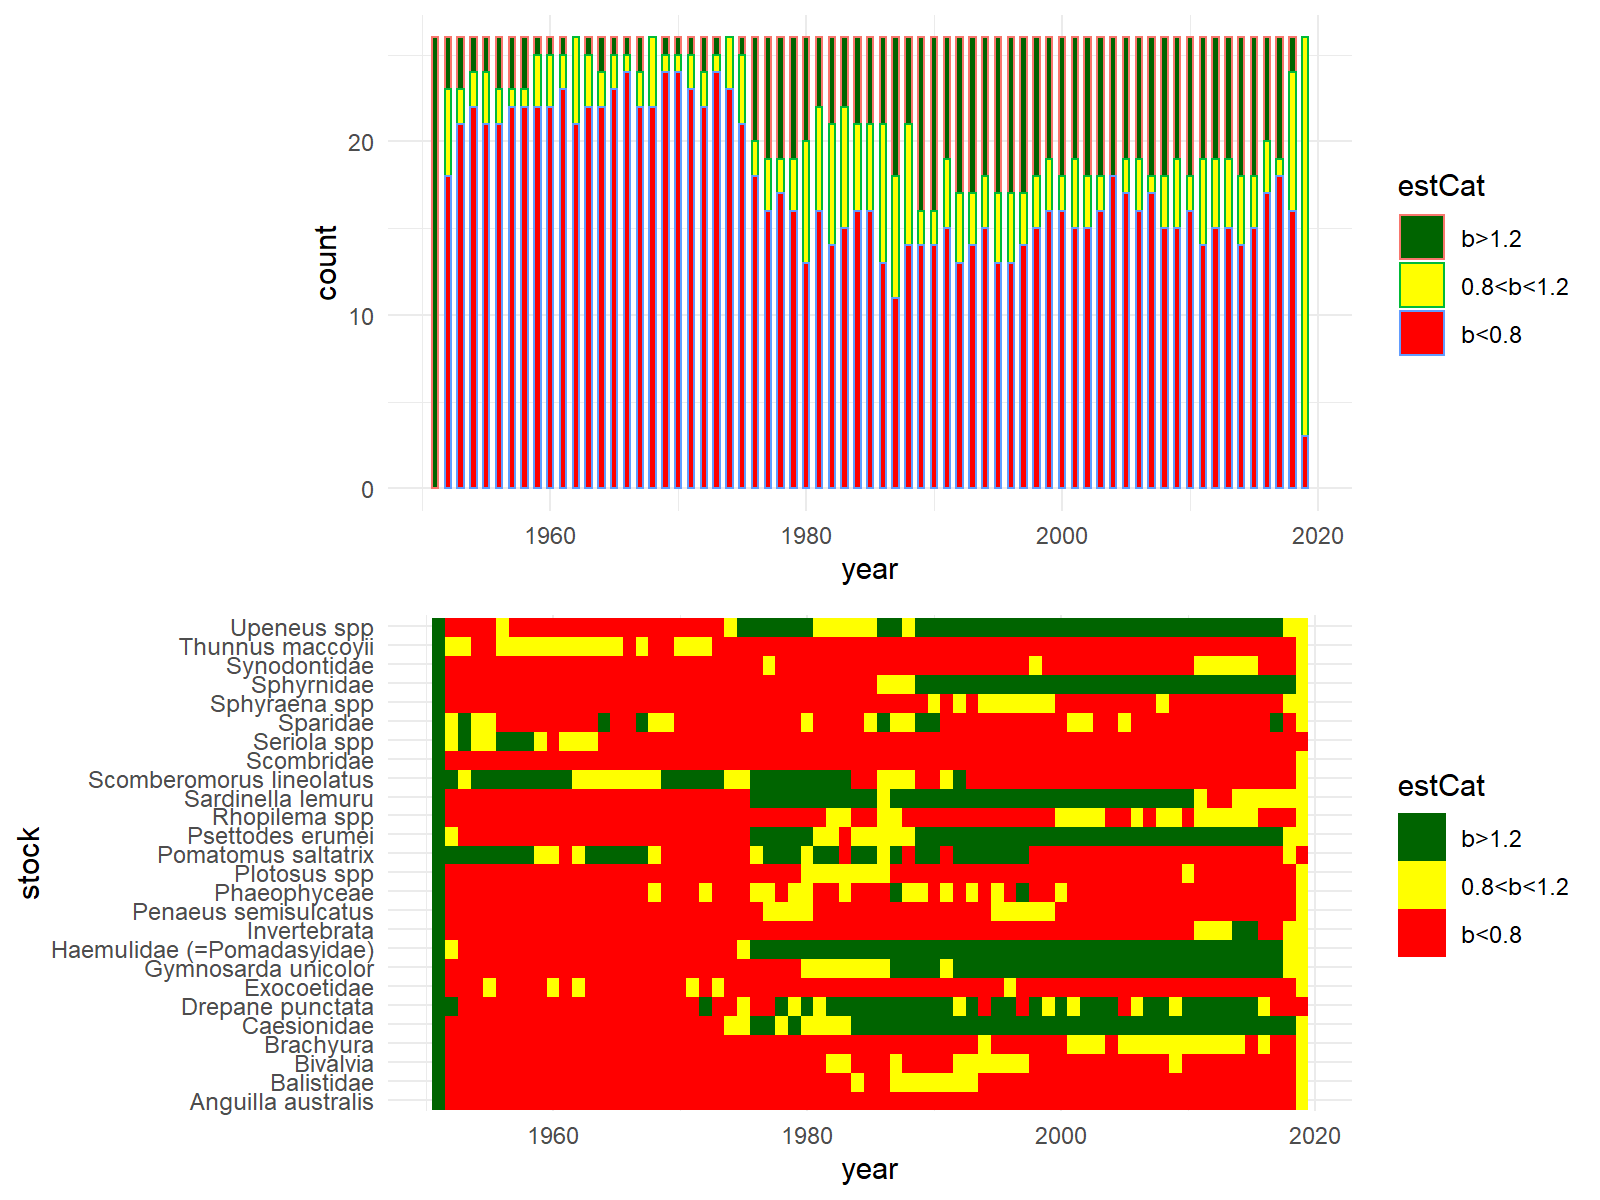 20
10
0
count
1960
1980
2000
2020
year
estCat
b>1.2
0.8<b<1.2
b<0.8
Upeneus spp
Thunnus maccoyii
Synodontidae
Sphyrnidae
Sphyraena spp
Sparidae
Seriola spp
Scombridae
Scomberomorus lineolatus
Sardinella lemuru
Rhopilema spp
Psettodes erumei
Pomatomus saltatrix
Plotosus spp
Phaeophyceae
Penaeus semisulcatus
Invertebrata
Haemulidae (=Pomadasyidae)
Gymnosarda unicolor
Exocoetidae
Drepane punctata
Caesionidae
Brachyura
Bivalvia
Balistidae
Anguilla australis
stock
1960
1980
2000
2020
year
estCat
b>1.2
0.8<b<1.2
b<0.8